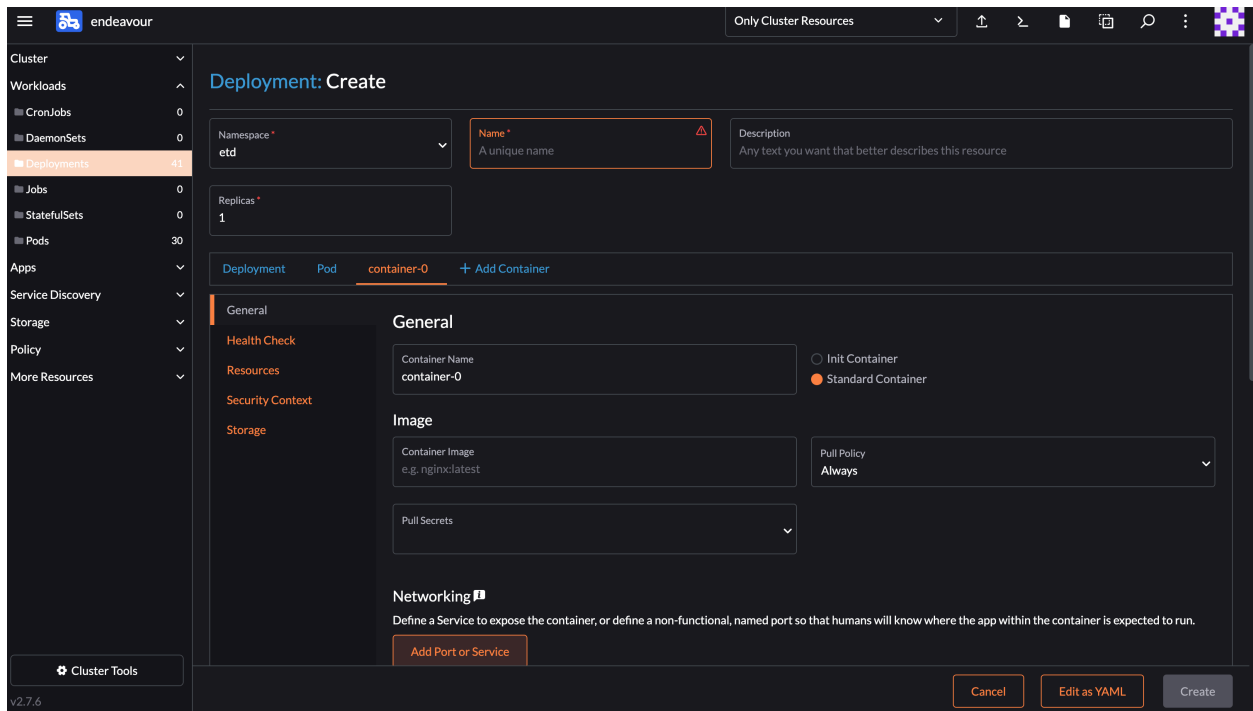 endeavour
Only Cluster Resources
Cluster
Workloads
CronJobs 0
DaemonSets 0
Deployments 41
Jobs 0
StatefulSets 0
Pods 30
Apps
Service Discovery
Storage
Policy
More Resources
Cluster Tools
v2.7.6
Deployment: Create
Namespace *
etd
Name *
A unique name
Description
Any text you want that better describes this resource
Replicas *
1
Deployment Pod container-0 + Add Container
General
Health Check
Resources
Security Context
Storage
General
Container Name
container-0
Init Container
Standard Container
Image
Container Image
e.g. nginx:latest
Pull Policy
Always
Pull Secrets
Networking
Define a Service to expose the container, or define a non-functional, named port so that humans will know where the app within the container is expected to run.
Add Port or Service
Cancel
Edit as YAML
Create